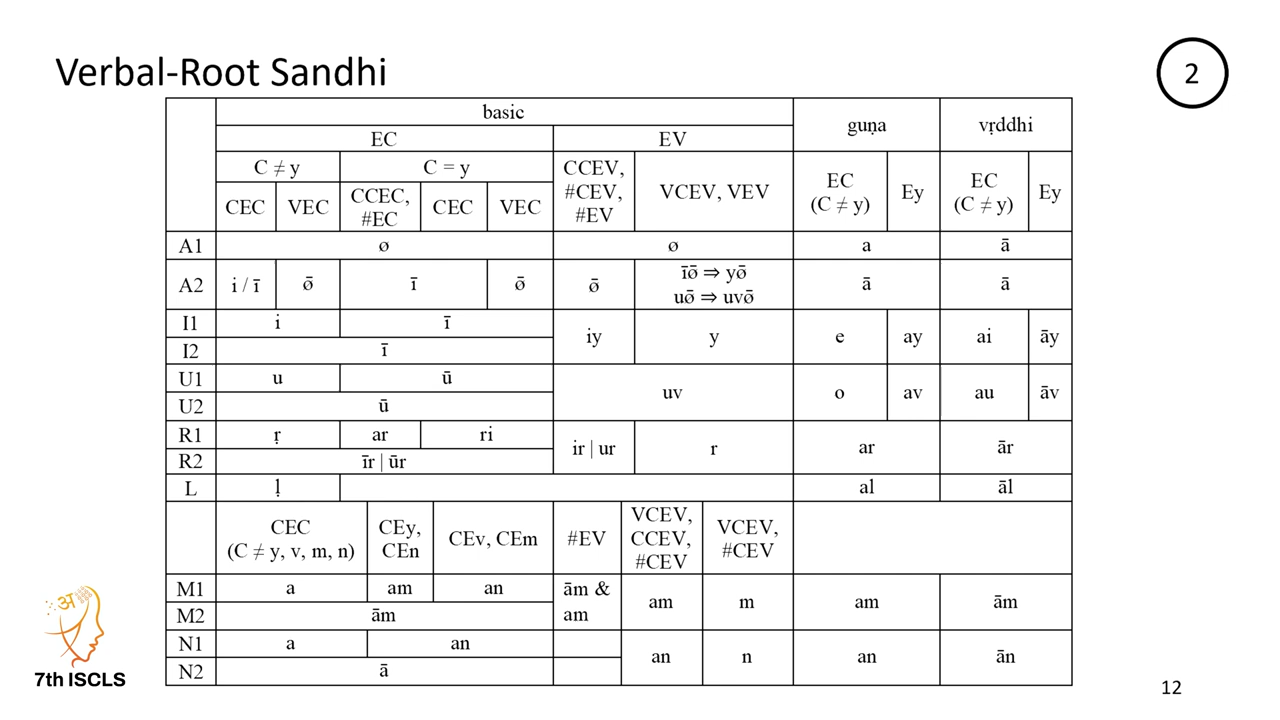 Verbal-Root Sandhi
2
basic guṇa vṛddhi
EC EV
C ≠ y C = y CCEV, #CEV, #EV VCEV, VEV EC (C ≠ y) Ey EC (C ≠ y) Ey
CEC VEC CCEC, #EC CEC VEC
A1 ø ø a ā
A2 i / ī ø̄ ī ø̄ ø̄ īø̄ ⇒ yø̄ uø̄ ⇒ uvø̄ ā ā
I1 i ī iy y e ay ai āy
I2 ī
U1 u ū uv o av au āv
U2 ū
R1 ṛ ar ri ir | ur r ar ār
R2 īr | ūr
L ḷ al āl
CEC (C ≠ y, v, m, n) CEy, CEn CEv, CEm #EV VCEV, CCEV, #CEV VCEV, #CEV
M1 a am an ām & am am m am ām
M2 ām
N1 a an an n an ān
N2 ā
अ
7th ISCLS
12